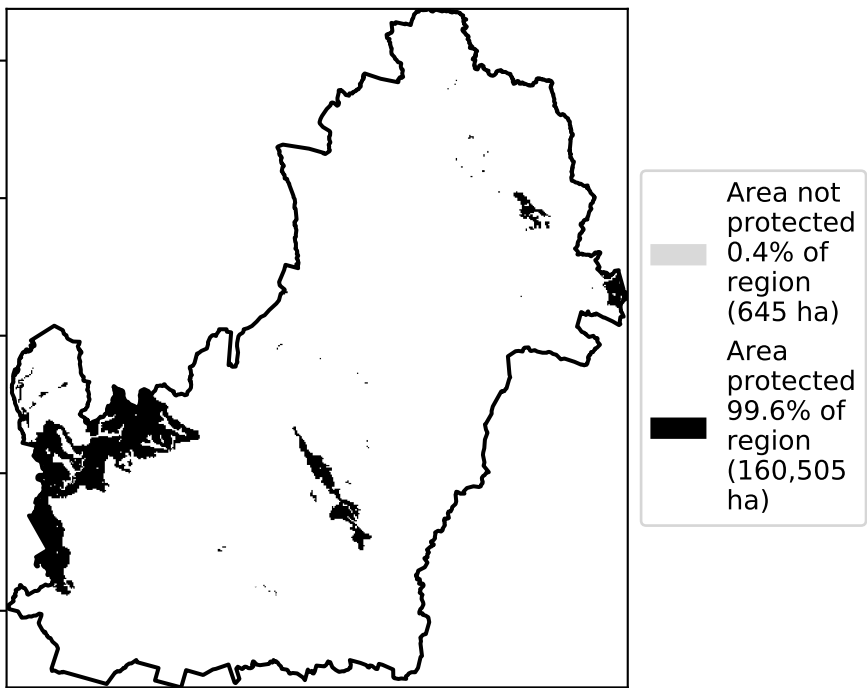 Area not
protected
0.4% of
region
(645 ha)
Area
protected
99.6% of
region
(160,505
ha)